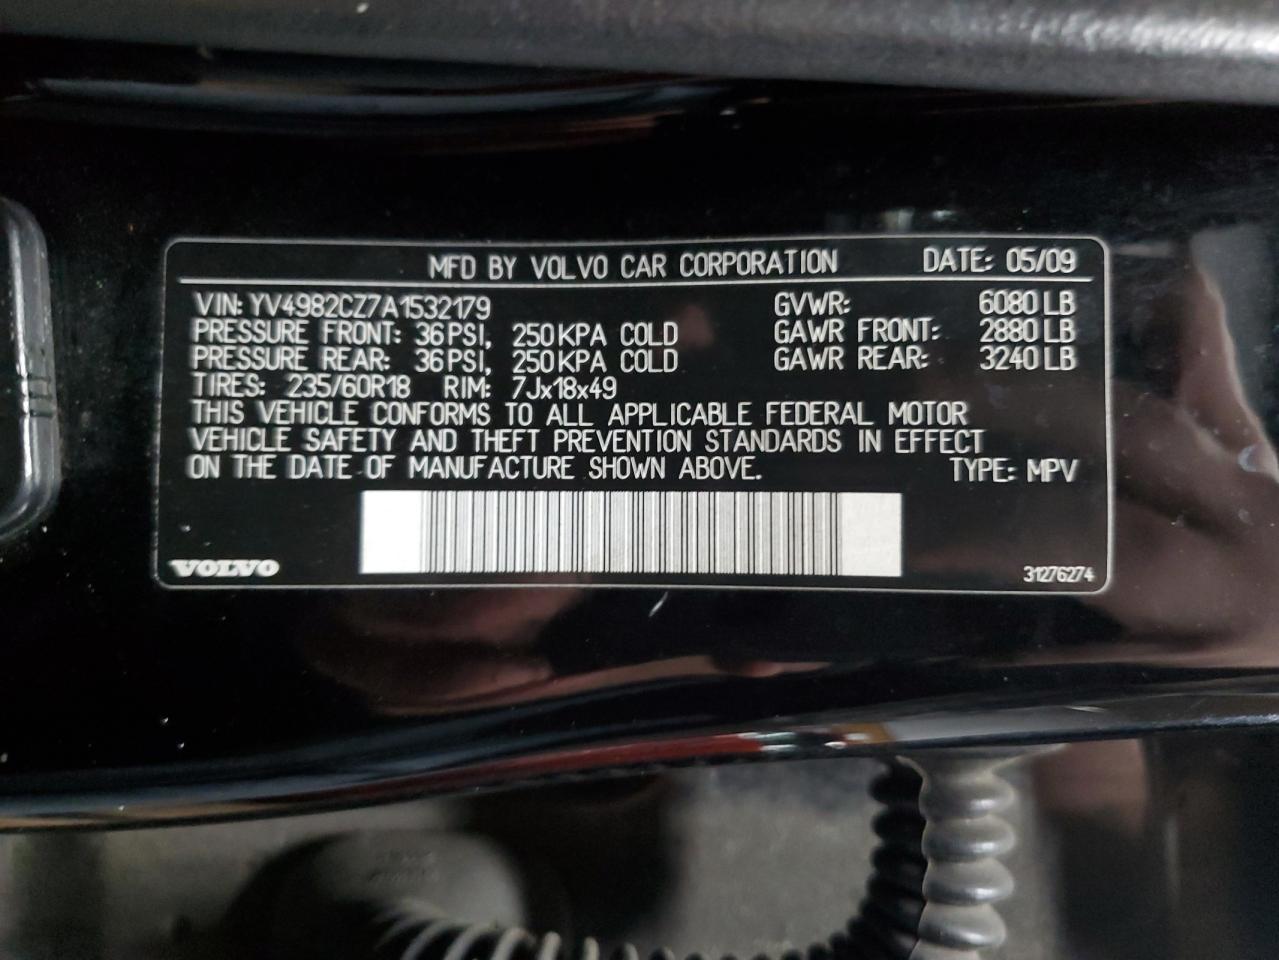 MFD BY VOLVO CAR CORPORATION DATE: 05/09
VIN: YV4982CZ7A1532179 GVWR: 6080 LB
PRESSURE FRONT: 36 PSI, 250 KPA COLD GAWR FRONT: 2880 LB
PRESSURE REAR: 36 PSI, 250 KPA COLD GAWR REAR: 3240 LB
TIRES: 235/60R18 RIM: 7Jx18x49
THIS VEHICLE CONFORMS TO ALL APPLICABLE FEDERAL MOTOR
VEHICLE SAFETY AND THEFT PREVENTION STANDARDS IN EFFECT
ON THE DATE OF MANUFACTURE SHOWN ABOVE. TYPE: MPV
VOLVO 31276274